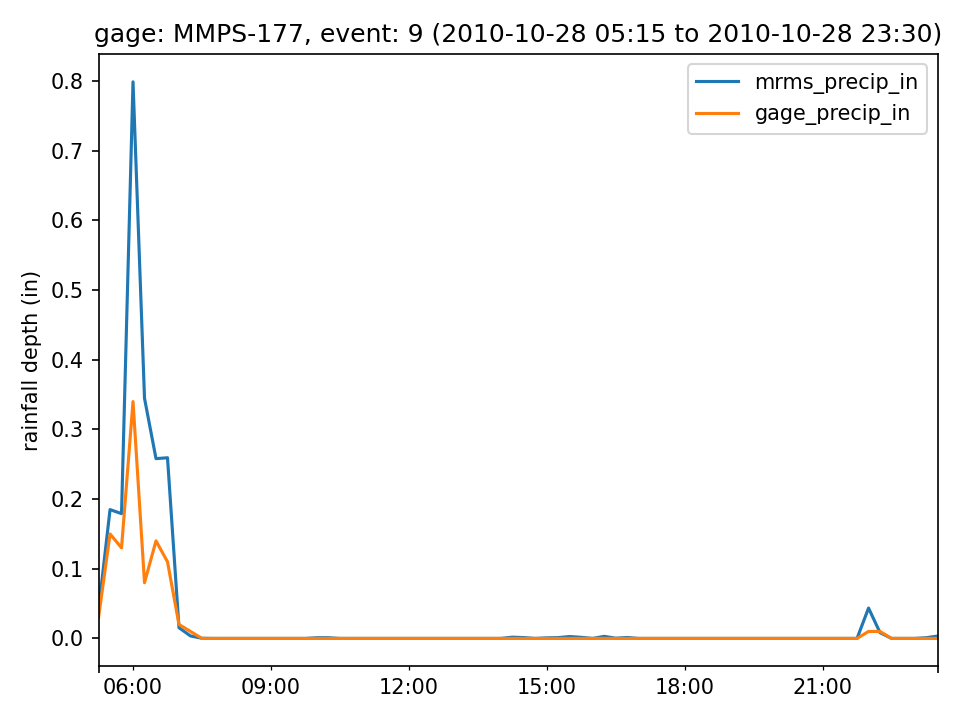 gage: MMPS-177, event: 9 (2010-10-28 05:15 to 2010-10-28 23:30)
mrms_precip_in
gage_precip_in
rainfall depth (in)
0.8
0.7
0.6
0.5
0.4
0.3
0.2
0.1
0.0
06:00 09:00 12:00 15:00 18:00 21:00